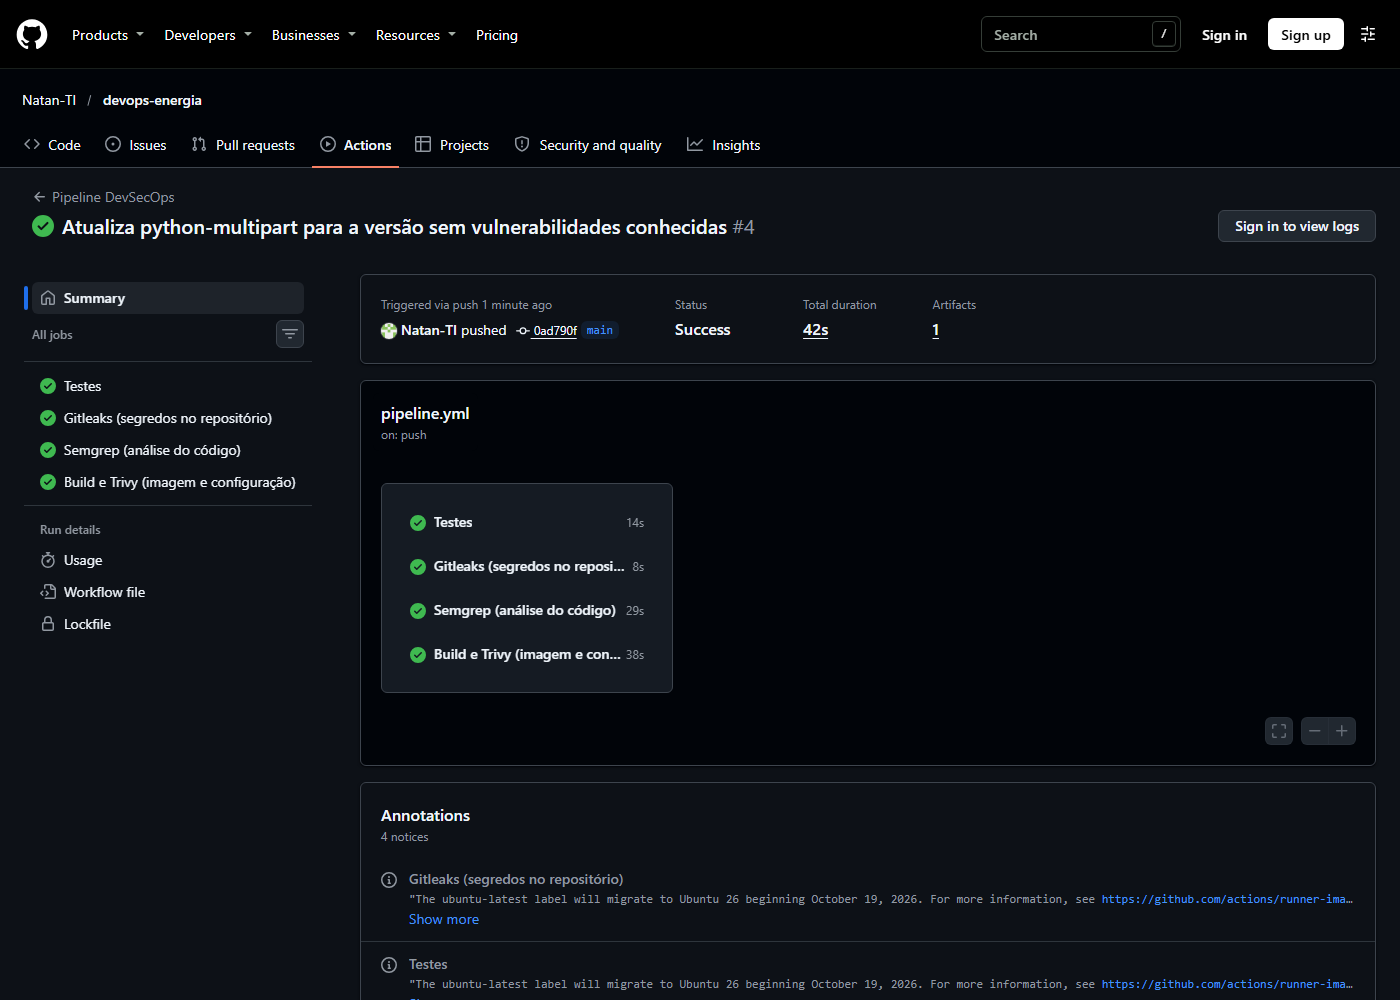 Products Developers Businesses Resources Pricing Search / Sign in Sign up
Natan-TI / devops-energia
Code Issues Pull requests Actions Projects Security and quality Insights
Pipeline DevSecOps
Atualiza python-multipart para a versão sem vulnerabilidades conhecidas #4
Sign in to view logs
Summary
All jobs
Testes
Gitleaks (segredos no repositório)
Semgrep (análise do código)
Build e Trivy (imagem e configuração)
Run details
Usage
Workflow file
Lockfile
Triggered via push 1 minute ago
Natan-TI pushed 0ad790f main
Status
Success
Total duration
42s
Artifacts
1
pipeline.yml
on: push
Testes 14s
Gitleaks (segredos no reposi... 8s
Semgrep (análise do código) 29s
Build e Trivy (imagem e con... 38s
Annotations
4 notices
Gitleaks (segredos no repositório)
"The ubuntu-latest label will migrate to Ubuntu 26 beginning October 19, 2026. For more information, see https://github.com/actions/runner-ima…
Show more
Testes
"The ubuntu-latest label will migrate to Ubuntu 26 beginning October 19, 2026. For more information, see https://github.com/actions/runner-ima…